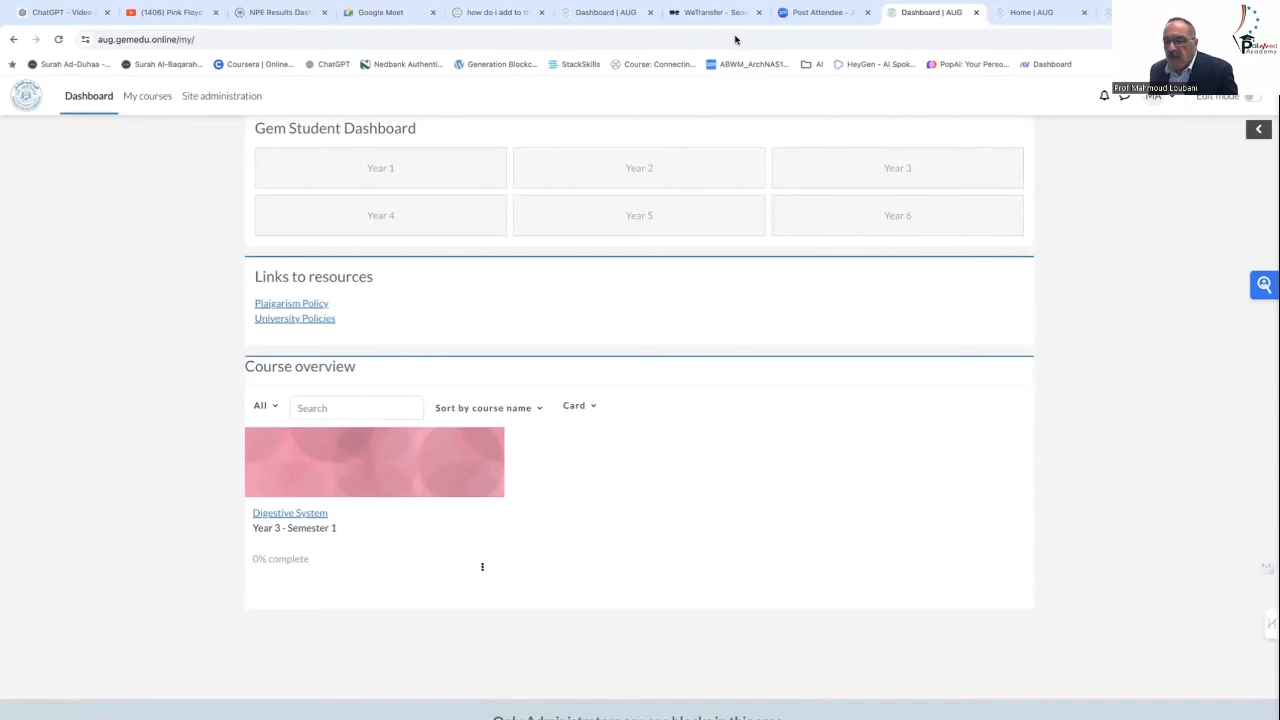 ChatGPT - Video
(1406) Pink Floy
NPE Results Dash
Google Meet
how do i add to th
Dashboard | AUG
WeTransfer - Sen
Post Attendee - Z
Dashboard | AUG
Home | AUG
aug.gemedu.online/my/
Surah Ad-Duhaa -...
Surah Al-Baqarah...
Coursera | Online...
ChatGPT
Nedbank Authenti...
Generation Blockc...
StackSkills
Course: Connectin...
ABWM_ArchNAS1...
AI
HeyGen - AI Spok...
PopAi: Your Perso...
Dashboard
Palmed
Academy
Prof Mahmoud Loubani
Dashboard
My courses
Site administration
MA
Edit mode
Gem Student Dashboard
Year 1
Year 2
Year 3
Year 4
Year 5
Year 6
Links to resources
Plaigarism Policy
University Policies
Course overview
All
Search
Sort by course name
Card
Digestive System
Year 3 - Semester 1
0% complete